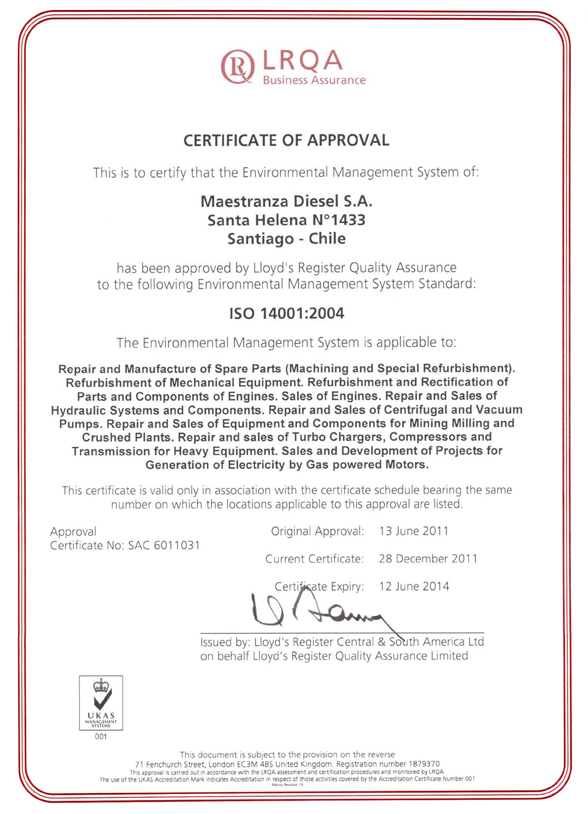 LRQA
Business Assurance
CERTIFICATE OF APPROVAL
This is to certify that the Environmental Management System of:
Maestranza Diesel S.A.
Santa Helena N°1433
Santiago - Chile
has been approved by Lloyd's Register Quality Assurance
to the following Environmental Management System Standard:
ISO 14001:2004
The Environmental Management System is applicable to:
Repair and Manufacture of Spare Parts (Machining and Special Refurbishment).
Refurbishment of Mechanical Equipment. Refurbishment and Rectification of
Parts and Components of Engines. Sales of Engines. Repair and Sales of
Hydraulic Systems and Components. Repair and Sales of Centrifugal and Vacuum
Pumps. Repair and Sales of Equipment and Components for Mining Milling and
Crushed Plants. Repair and sales of Turbo Chargers, Compressors and
Transmission for Heavy Equipment. Sales and Development of Projects for
Generation of Electricity by Gas powered Motors.
This certificate is valid only in association with the certificate schedule bearing the same
number on which the locations applicable to this approval are listed.
Approval
Certificate No: SAC 6011031
Original Approval: 13 June 2011
Current Certificate: 28 December 2011
Certificate Expiry: 12 June 2014
Issued by: Lloyd's Register Central & South America Ltd
on behalf Lloyd's Register Quality Assurance Limited
UKAS
MANAGEMENT
SYSTEMS
001
This document is subject to the provision on the reverse
71 Fenchurch Street, London EC3M 4BS United Kingdom. Registration number 1879370
This approval is carried out in accordance with the LRQA assessment and certification procedures and monitored by LRQA.
The use of the UKAS Accreditation Mark indicates Accreditation in respect of those activities covered by the Accreditation Certificate Number 001